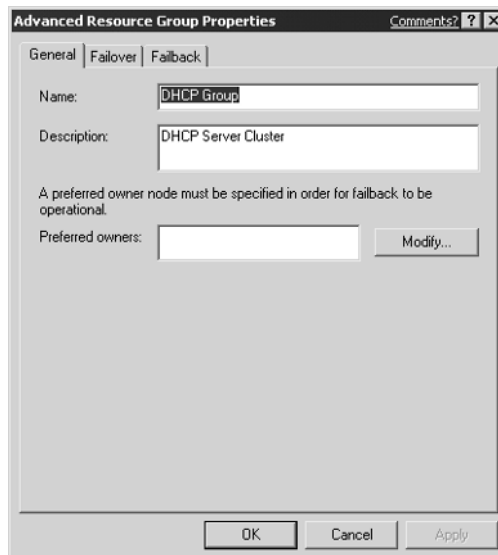 Advanced Resource Group Properties Comments? ? X
General Failover Failback
Name: DHCP Group
Description: DHCP Server Cluster
A preferred owner node must be specified in order for failback to be
operational.
Preferred owners: Modify...
OK Cancel Apply